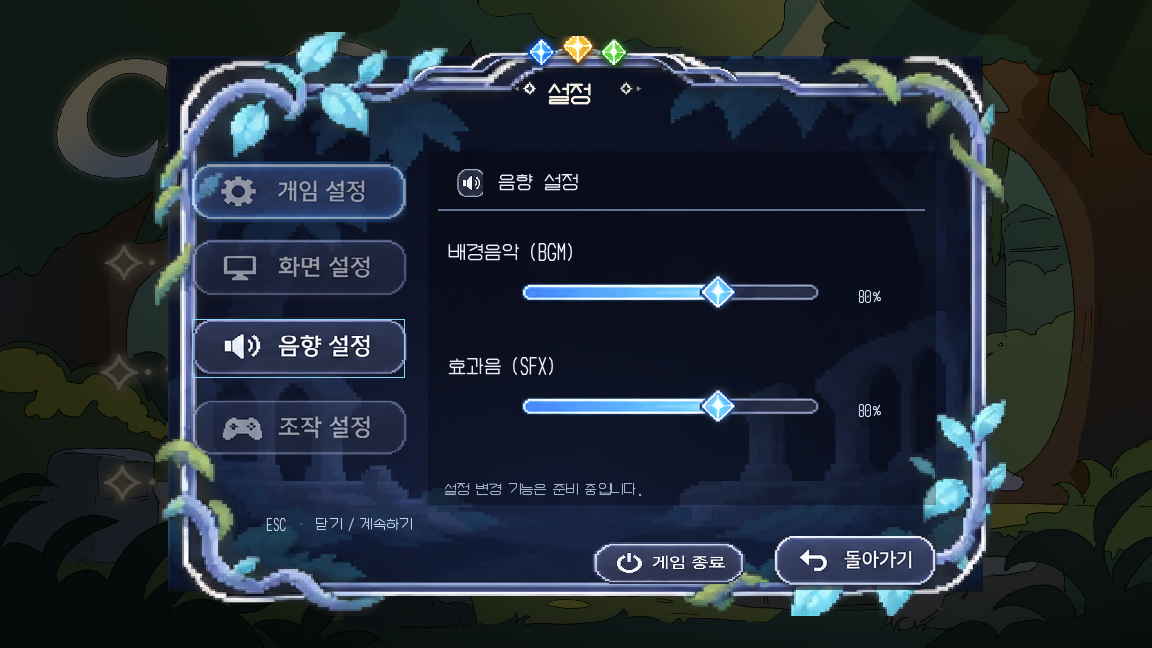 설정
게임 설정
화면 설정
음향 설정
조작 설정
음향 설정
배경음악 (BGM)
80%
효과음 (SFX)
80%
설정 변경 기능은 준비 중입니다.
ESC · 닫기 / 계속하기
게임 종료
돌아가기